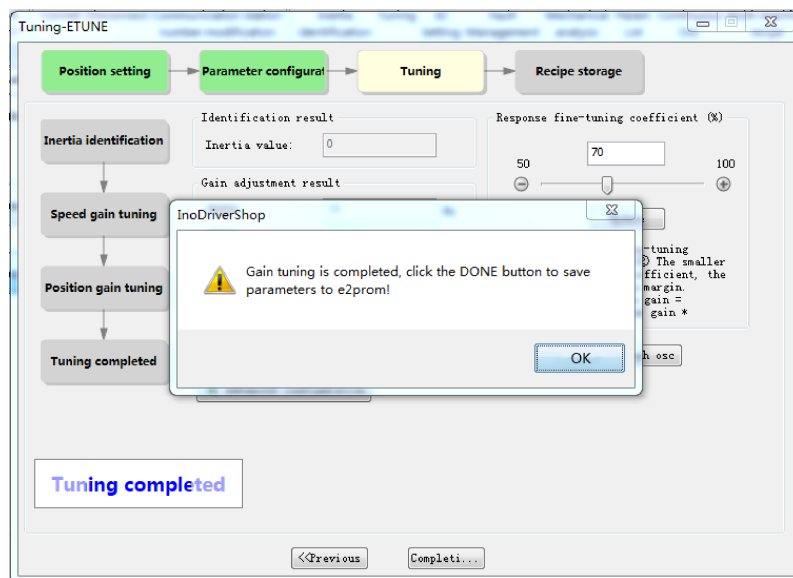 Tuning-ETUNE
Position setting
Parameter configurat
Tuning
Recipe storage
Inertia identification
Speed gain tuning
Position gain tuning
Tuning completed
Identification result
Inertia value:
0
Gain adjustment result
Response fine-tuning coefficient (%)
70
50
100
-tuning
The smaller
fficient, the
margin.
gain =
gain *
h osc
InoDriverShop
Gain tuning is completed, click the DONE button to save
parameters to e2prom!
OK
Tuning completed
<<Previous
Completi...